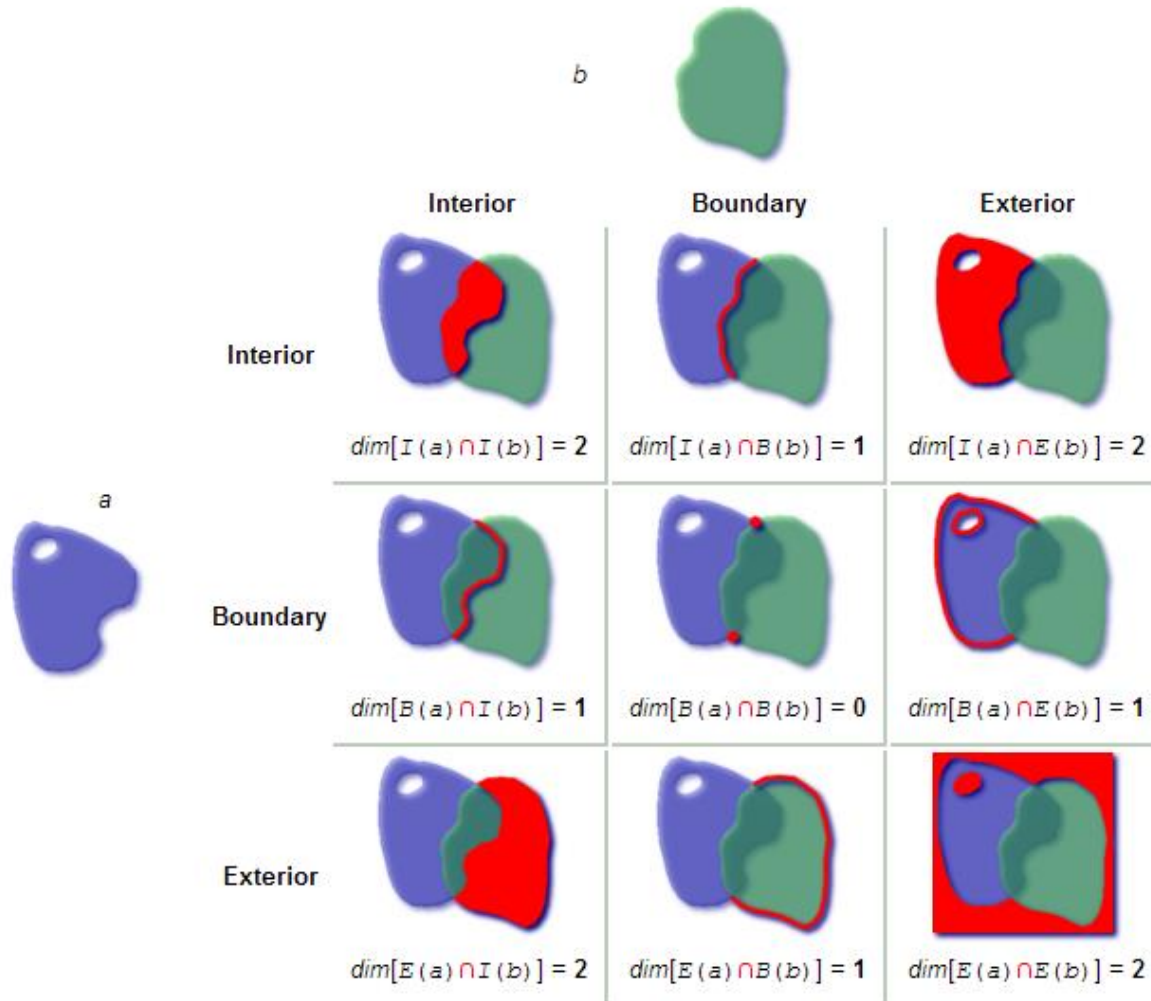 b
Interior Boundary Exterior
Interior
dim[I(a)∩I(b)] = 2 dim[I(a)∩B(b)] = 1 dim[I(a)∩E(b)] = 2
a
Boundary
dim[B(a)∩I(b)] = 1 dim[B(a)∩B(b)] = 0 dim[B(a)∩E(b)] = 1
Exterior
dim[E(a)∩I(b)] = 2 dim[E(a)∩B(b)] = 1 dim[E(a)∩E(b)] = 2